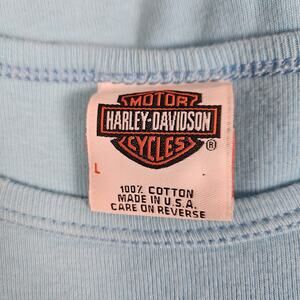 MOTOR
HARLEY-DAVIDSON
CYCLES
®
L
100% COTTON
MADE IN U.S.A.
CARE ON REVERSE